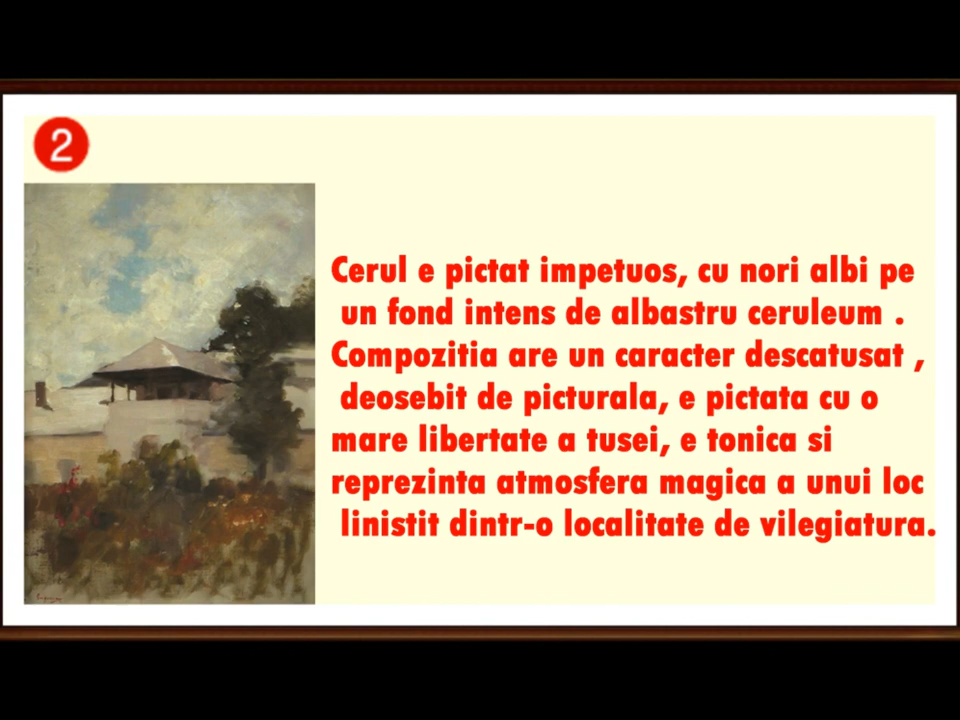 2
Cerul e pictat impetuos, cu nori albi pe
un fond intens de albastru ceruleum .
Compozitia are un caracter descatusat ,
deosebit de picturala, e pictata cu o
mare libertate a tusei, e tonica si
reprezinta atmosfera magica a unui loc
linistit dintr-o localitate de vilegiatura.